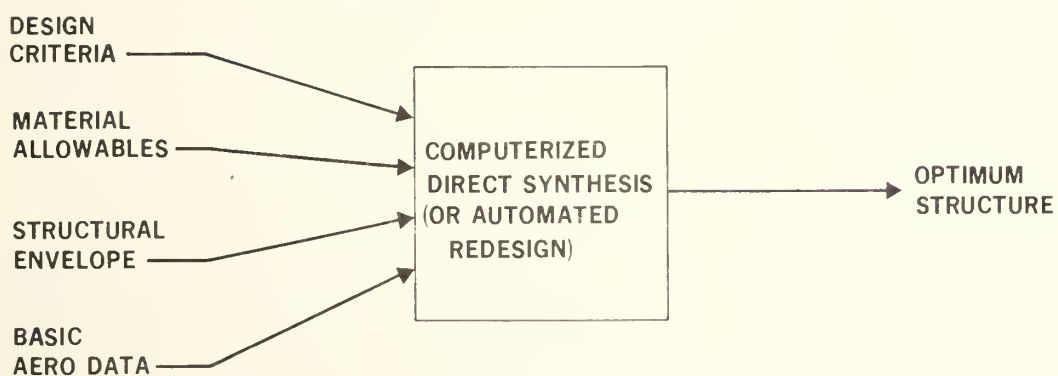 DESIGN
CRITERIA
MATERIAL
ALLOWABLES
STRUCTURAL
ENVELOPE
BASIC
AERO DATA
COMPUTERIZED
DIRECT SYNTHESIS
(OR AUTOMATED
REDESIGN)
OPTIMUM
STRUCTURE